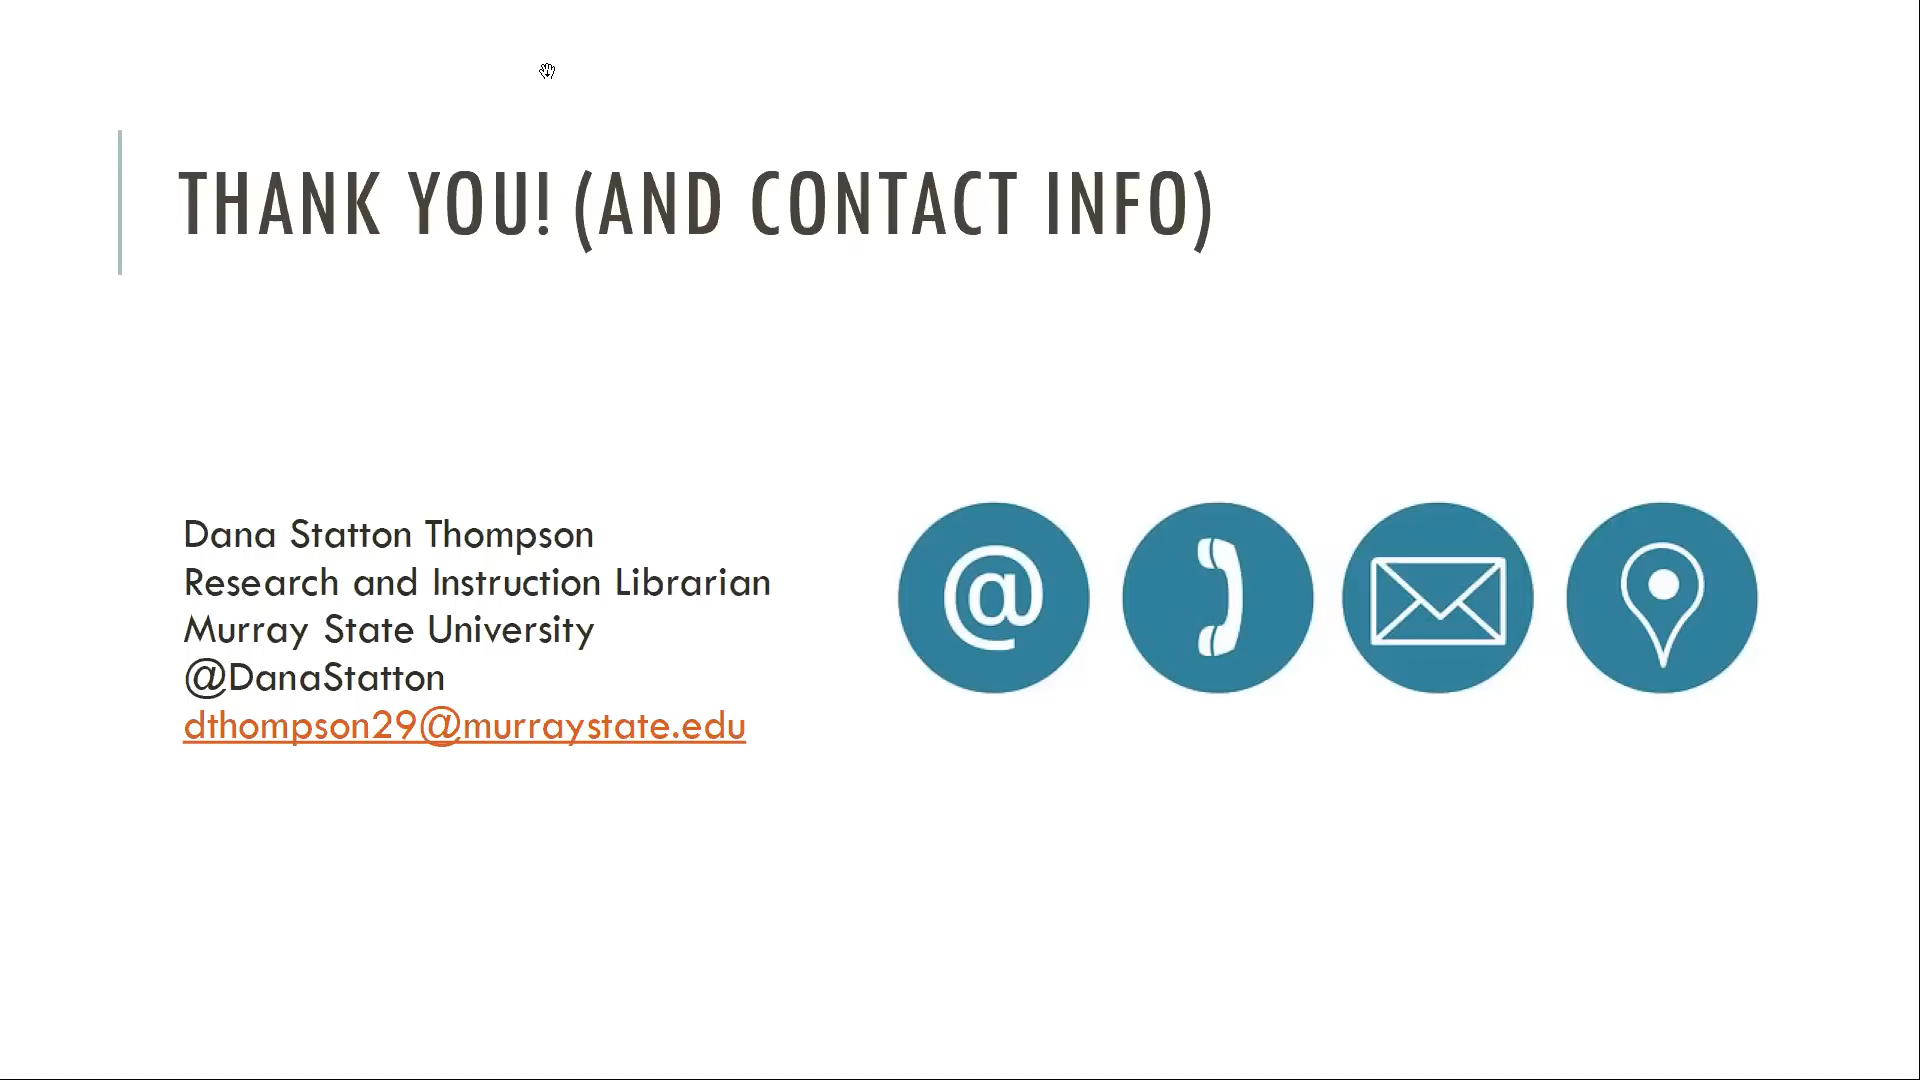 THANK YOU! (AND CONTACT INFO)
Dana Statton Thompson
Research and Instruction Librarian
Murray State University
@DanaStatton
dthompson29@murraystate.edu
@